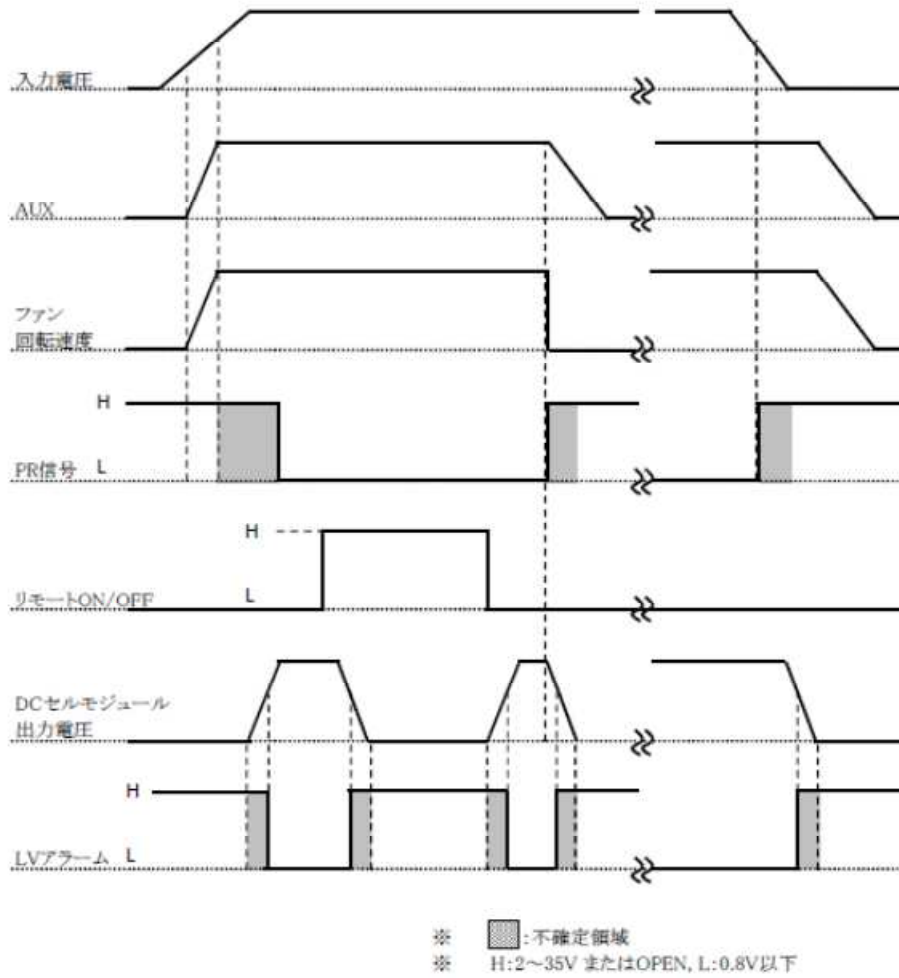 入力電圧
AUX
ファン
回転速度
H
PR信号 L
H
リモートON/OFF L
DCセルモジュール
出力電圧
H
LVアラーム L
※ :不確定領域
※ H:2～35V またはOPEN, L:0.8V以下